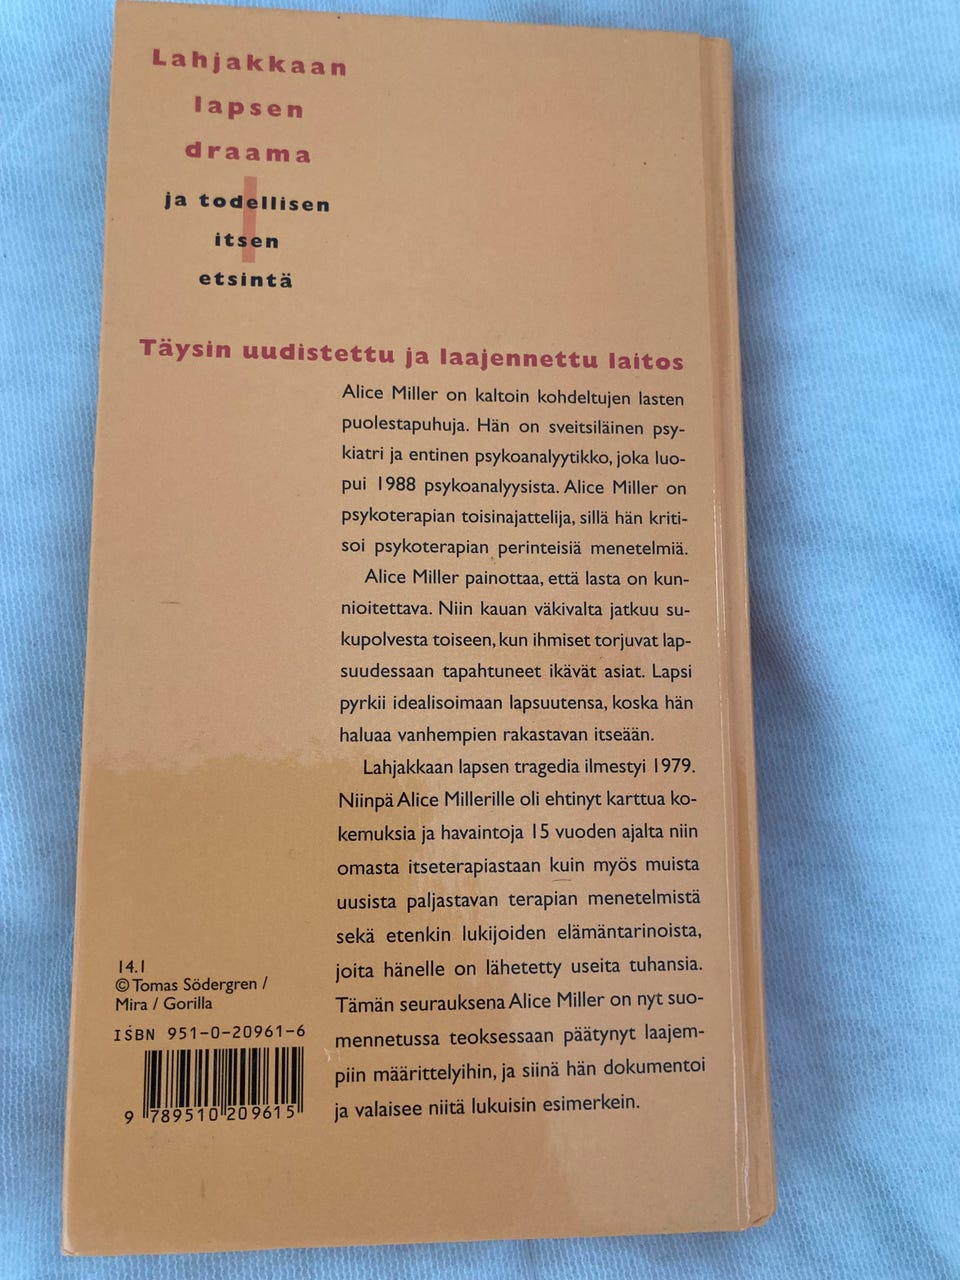 Lahjakkaan
lapsen
draama
ja todellisen
itsen
etsintä
Täysin uudistettu ja laajennettu laitos
Alice Miller on kaltoin kohdeltujen lasten
puolestapuhuja. Hän on sveitsiläinen psy-
kiatri ja entinen psykoanalyytikko, joka luo-
pui 1988 psykoanalyysista. Alice Miller on
psykoterapian toisinajattelija, sillä hän kriti-
soi psykoterapian perinteisiä menetelmiä.
Alice Miller painottaa, että lasta on kun-
nioitettava. Niin kauan väkivalta jatkuu su-
kupolvesta toiseen, kun ihmiset torjuvat lap-
suudessaan tapahtuneet ikävät asiat. Lapsi
pyrkii idealisoimaan lapsuutensa, koska hän
haluaa vanhempien rakastavan itseään.
Lahjakkaan lapsen tragedia ilmestyi 1979.
Niinpä Alice Millerille oli ehtinyt karttua ko-
kemuksia ja havaintoja 15 vuoden ajalta niin
omasta itseterapiastaan kuin myös muista
uusista paljastavan terapian menetelmistä
sekä etenkin lukijoiden elämäntarinoista,
joita hänelle on lähetetty useita tuhansia.
Tämän seurauksena Alice Miller on nyt suo-
mennetussa teoksessaan päätynyt laajem-
piin määrittelyihin, ja siinä hän dokumentoi
ja valaisee niitä lukuisin esimerkein.
14.1
© Tomas Södergren /
Mira / Gorilla
ISBN 951-0-20961-6
9 789510 209615